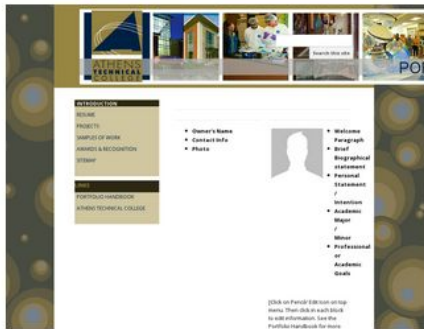 ATHENS
TECHNICAL
COLLEGE
Search this site
POR
INTRODUCTION
RESUME
PROJECTS
SAMPLES OF WORK
AWARDS & RECOGNITION
SITEMAP
LINKS
PORTFOLIO HANDBOOK
ATHENS TECHNICAL COLLEGE
Owner's Name
Contact Info
Photo
Welcome
Paragraph
Brief
Biographical
statement
Personal
Statement
/
Intention
Academic
Major
/
Minor
Professional
or
Academic
Goals
[Click on Pencil/ Edit Icon on top
menu. Then click in each block
to edit information. See the
Portfolio Handbook for more